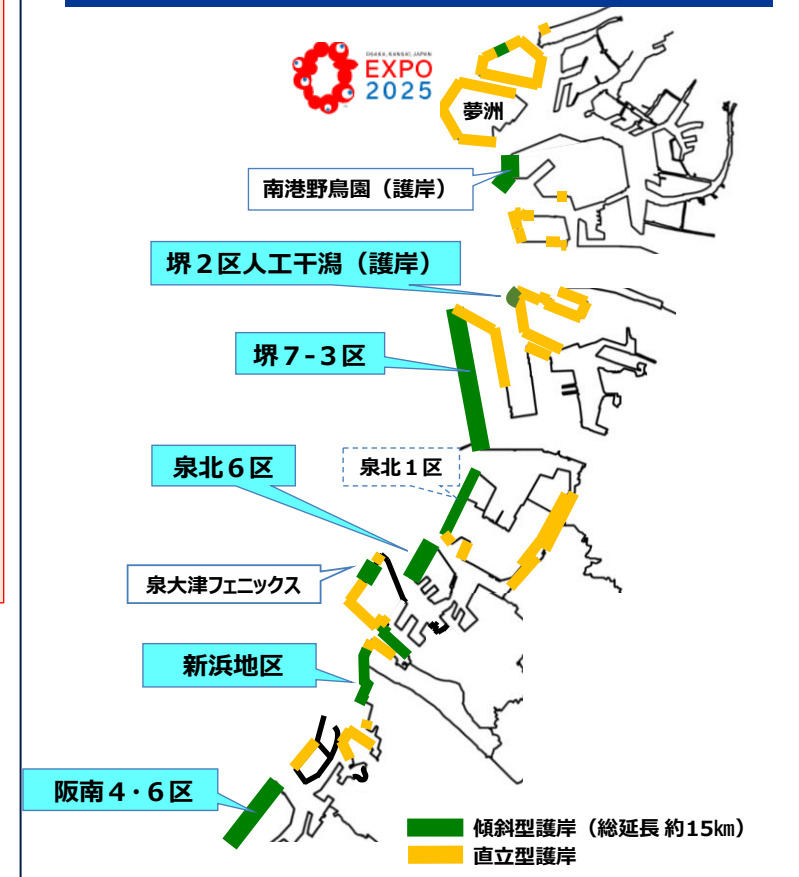 OSAKA, KANSAI, JAPAN
EXPO
2025
夢洲
南港野鳥園（護岸）
堺２区人工干潟（護岸）
堺７-３区
泉北６区
泉北１区
泉大津フェニックス
新浜地区
阪南４・６区
傾斜型護岸（総延長 約15㎞）
直立型護岸